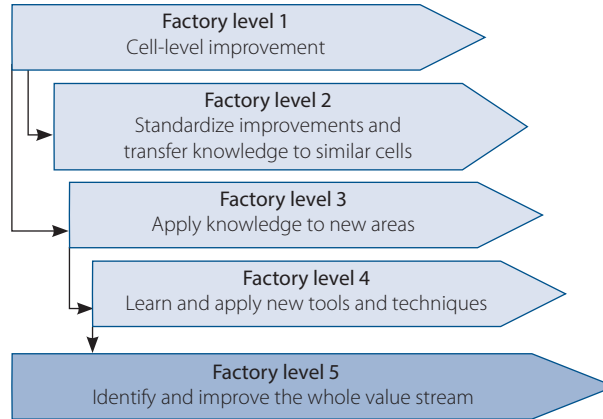 Factory level 1
Cell-level improvement
Factory level 2
Standardize improvements and
transfer knowledge to similar cells
Factory level 3
Apply knowledge to new areas
Factory level 4
Learn and apply new tools and techniques
Factory level 5
Identify and improve the whole value stream